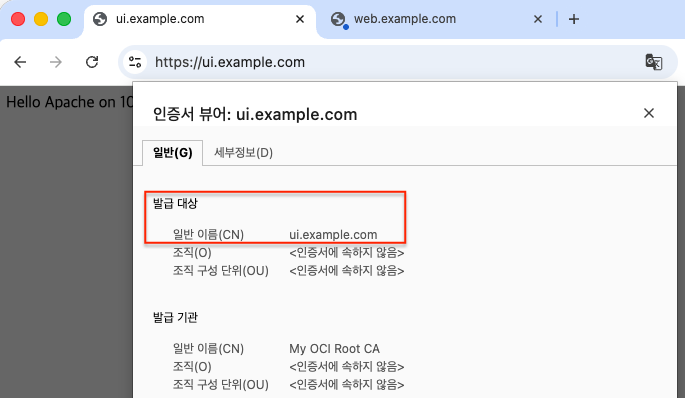 ui.example.com
web.example.com
https://ui.example.com
Hello Apache on 10
인증서 뷰어: ui.example.com
일반(G) 세부정보(D)
발급 대상
일반 이름(CN) ui.example.com
조직(O) <인증서에 속하지 않음>
조직 구성 단위(OU) <인증서에 속하지 않음>
발급 기관
일반 이름(CN) My OCI Root CA
조직(O) <인증서에 속하지 않음>
조직 구성 단위(OU) <인증서에 속하지 않음>